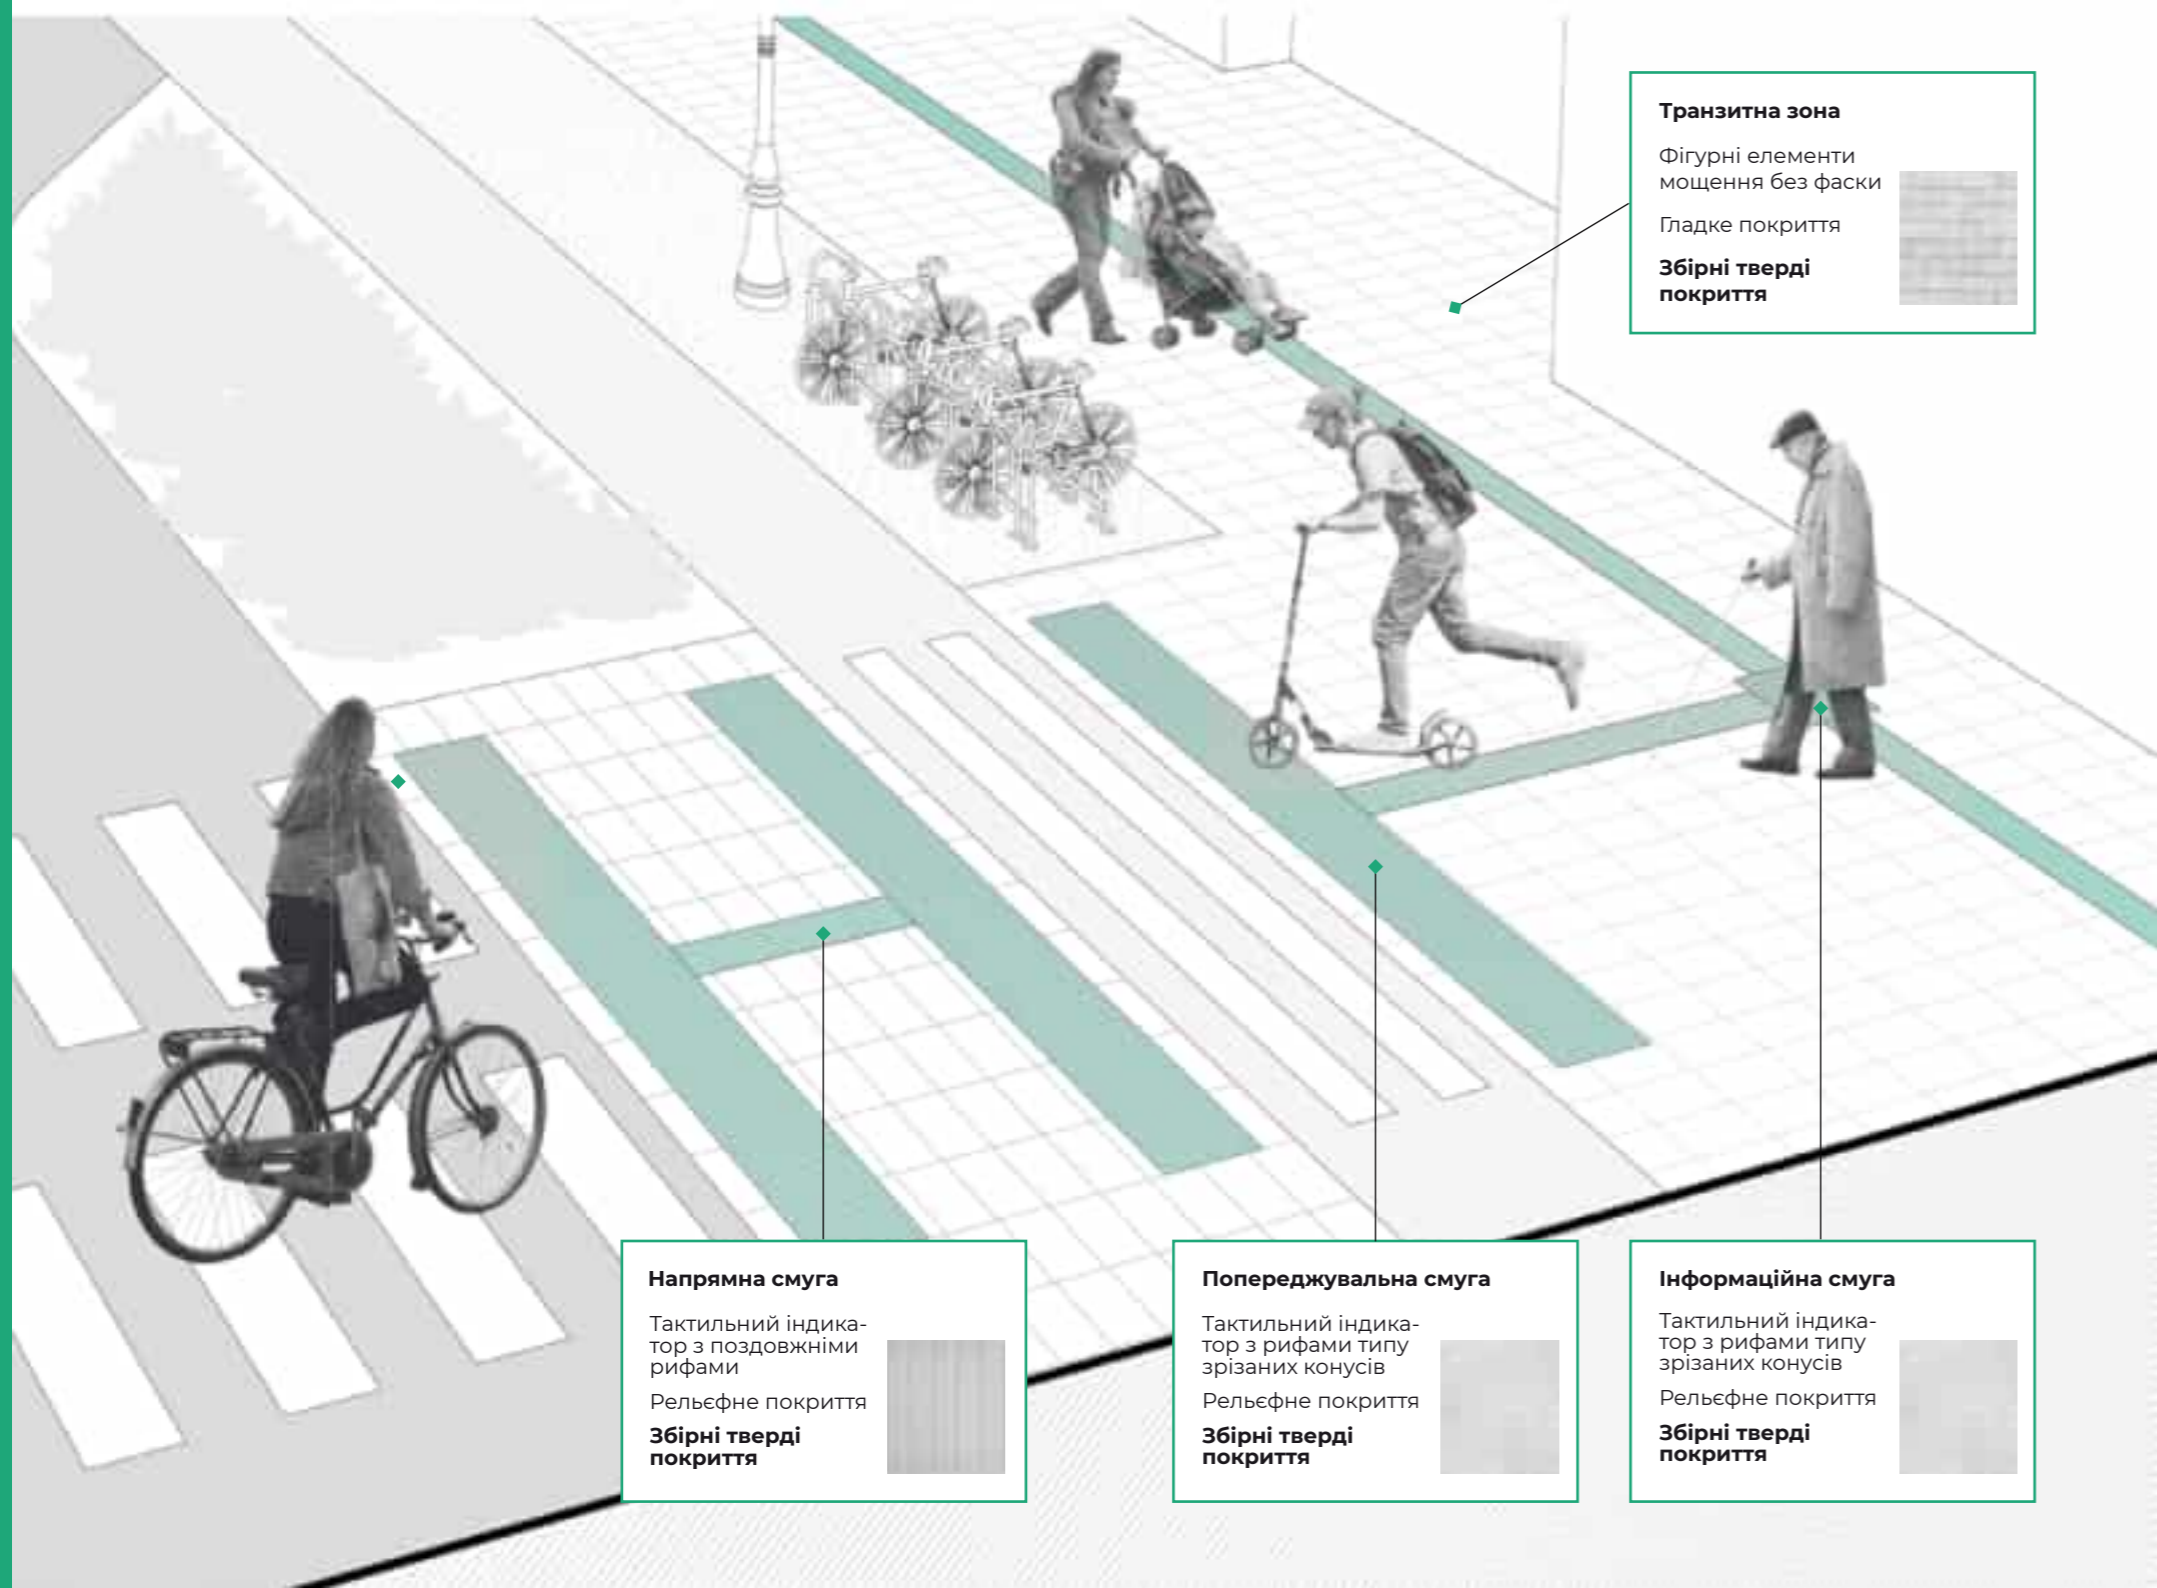 Транзитна зона
Фігурні елементи
мощення без фаски
Гладке покриття
Збірні тверді
покриття
Напрямна смуга
Тактильний індика-
тор з поздовжніми
рифами
Рельєфне покриття
Збірні тверді
покриття
Попереджувальна смуга
Тактильний індика-
тор з рифами типу
зрізаних конусів
Рельєфне покриття
Збірні тверді
покриття
Інформаційна смуга
Тактильний індика-
тор з рифами типу
зрізаних конусів
Рельєфне покриття
Збірні тверді
покриття